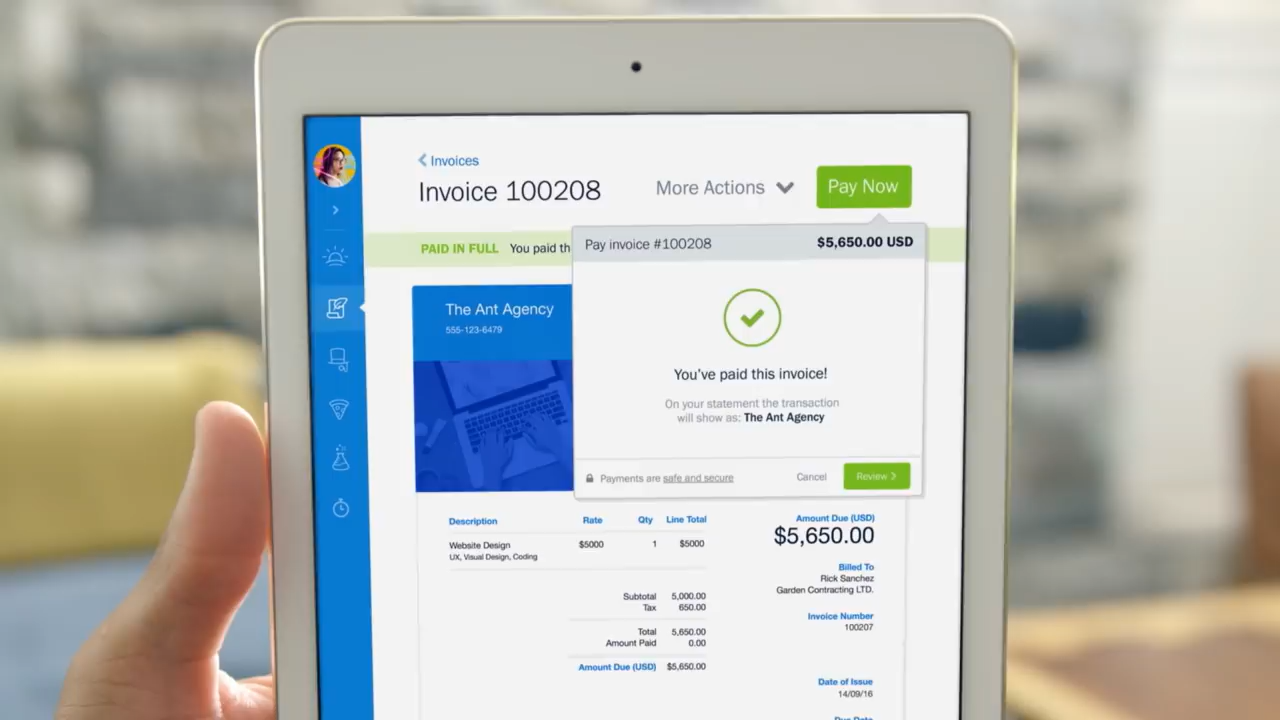 Invoices
Invoice 100208
More Actions
Pay Now
PAID IN FULL You paid th
Pay invoice #100208 $5,650.00 USD
You've paid this invoice!
On your statement the transaction
will show as: The Ant Agency
Payments are safe and secure
Cancel
Review
The Ant Agency
555-123-6479
Description Rate Qty Line Total
Website Design $5000 1 $5000
UX, Visual Design, Coding
Subtotal 5,000.00
Tax 650.00
Total 5,650.00
Amount Paid 0.00
Amount Due (USD) $5,650.00
Amount Due (USD)
$5,650.00
Billed To
Rick Sanchez
Garden Contracting LTD.
Invoice Number
100207
Date of Issue
14/09/16
Due Date